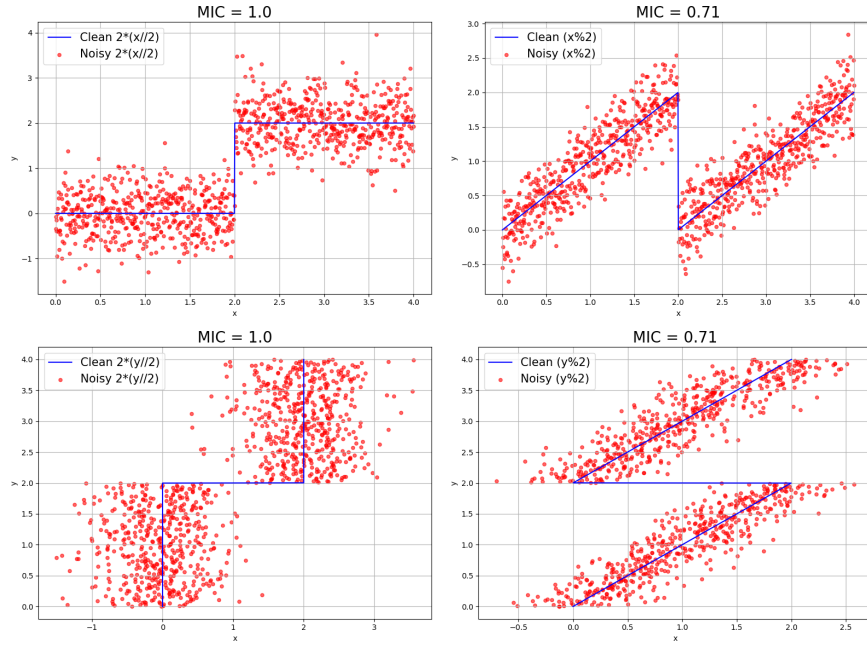 MIC = 1.0
Clean 2*(x//2)
Noisy 2*(x//2)
4
3
2
1
0
−1
y
0.0 0.5 1.0 1.5 2.0 2.5 3.0 3.5 4.0
x
MIC = 0.71
Clean (x%2)
Noisy (x%2)
3.0
2.5
2.0
1.5
1.0
0.5
0.0
−0.5
y
0.0 0.5 1.0 1.5 2.0 2.5 3.0 3.5 4.0
x
MIC = 1.0
Clean 2*(y//2)
Noisy 2*(y//2)
4.0
3.5
3.0
2.5
2.0
1.5
1.0
0.5
0.0
y
−1 0 1 2 3
x
MIC = 0.71
Clean (y%2)
Noisy (y%2)
4.0
3.5
3.0
2.5
2.0
1.5
1.0
0.5
0.0
y
−0.5 0.0 0.5 1.0 1.5 2.0 2.5
x